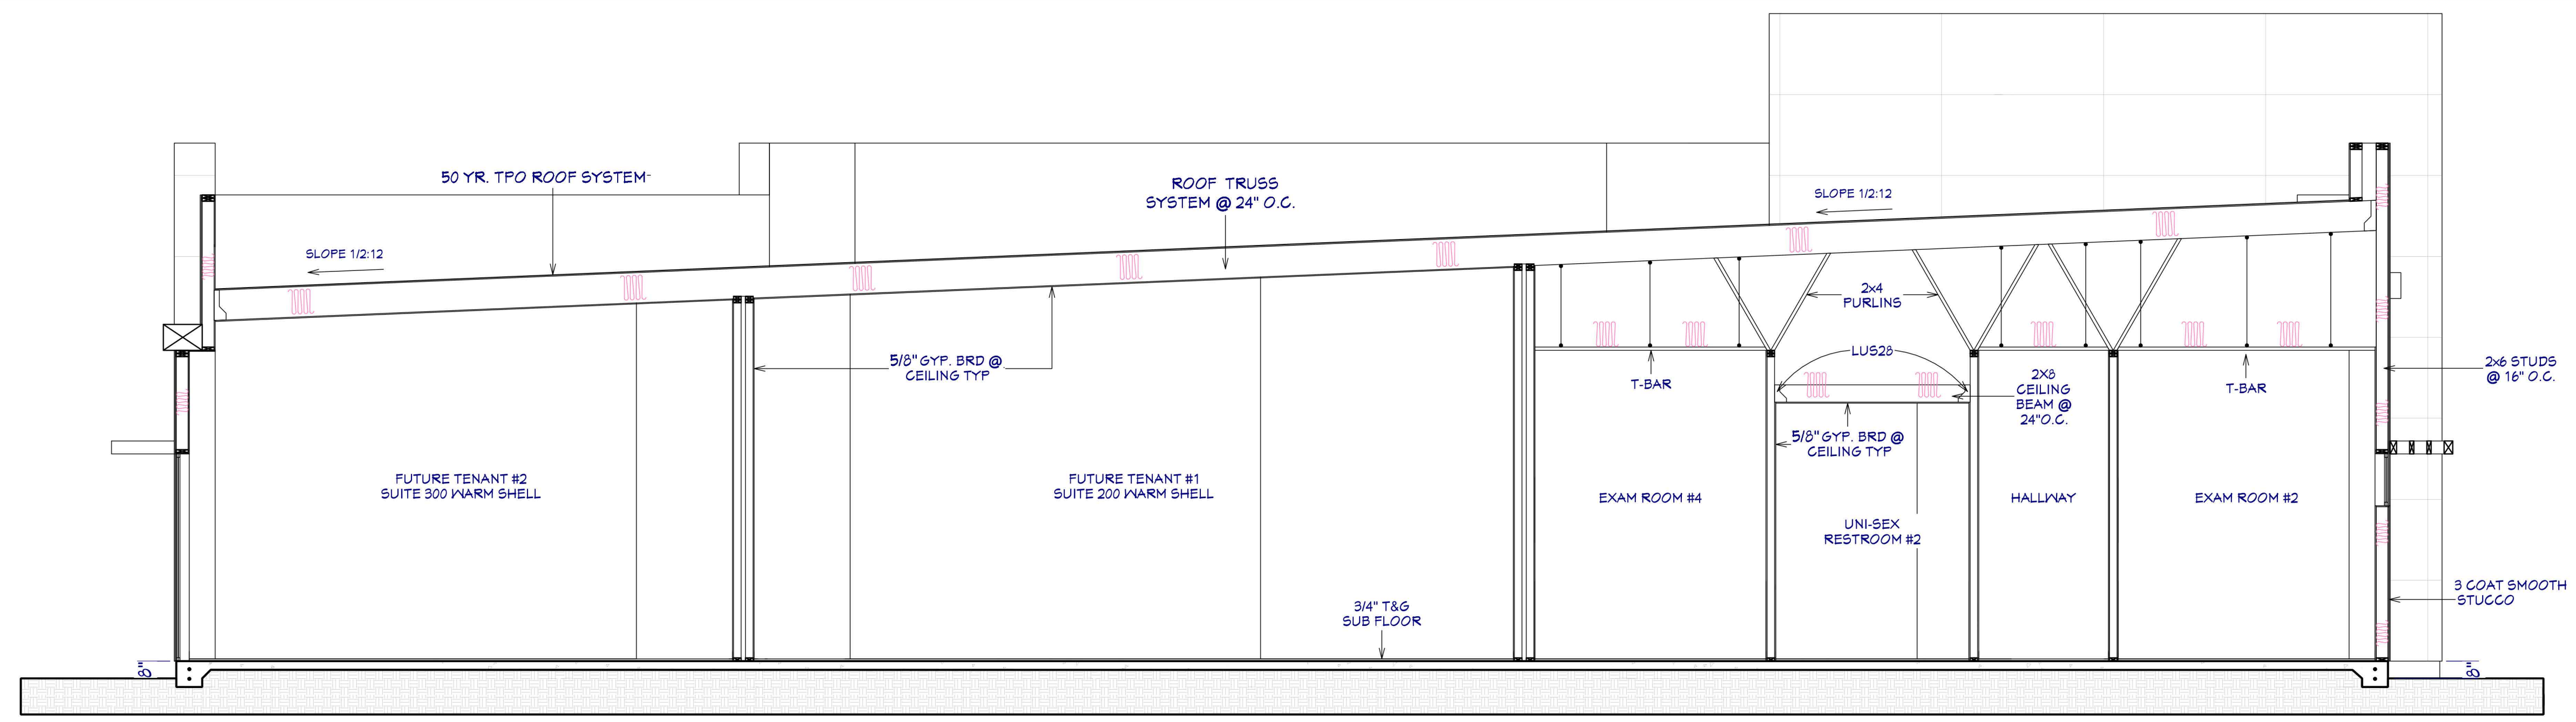 50 YR. TPO ROOF SYSTEM
ROOF TRUSS
SYSTEM @ 24" O.C.
SLOPE 1/2:12
SLOPE 1/2:12
2x4
PURLINS
5/8" GYP. BRD @
CEILING TYP
LUS28
T-BAR
2X8
CEILING
BEAM @
24"O.C.
T-BAR
2x6 STUDS
@ 16" O.C.
5/8" GYP. BRD @
CEILING TYP
FUTURE TENANT #2
SUITE 300 WARM SHELL
FUTURE TENANT #1
SUITE 200 WARM SHELL
EXAM ROOM #4
HALLWAY
EXAM ROOM #2
UNI-SEX
RESTROOM #2
3/4" T&G
SUB FLOOR
3 COAT SMOOTH
STUCCO
8"
8"